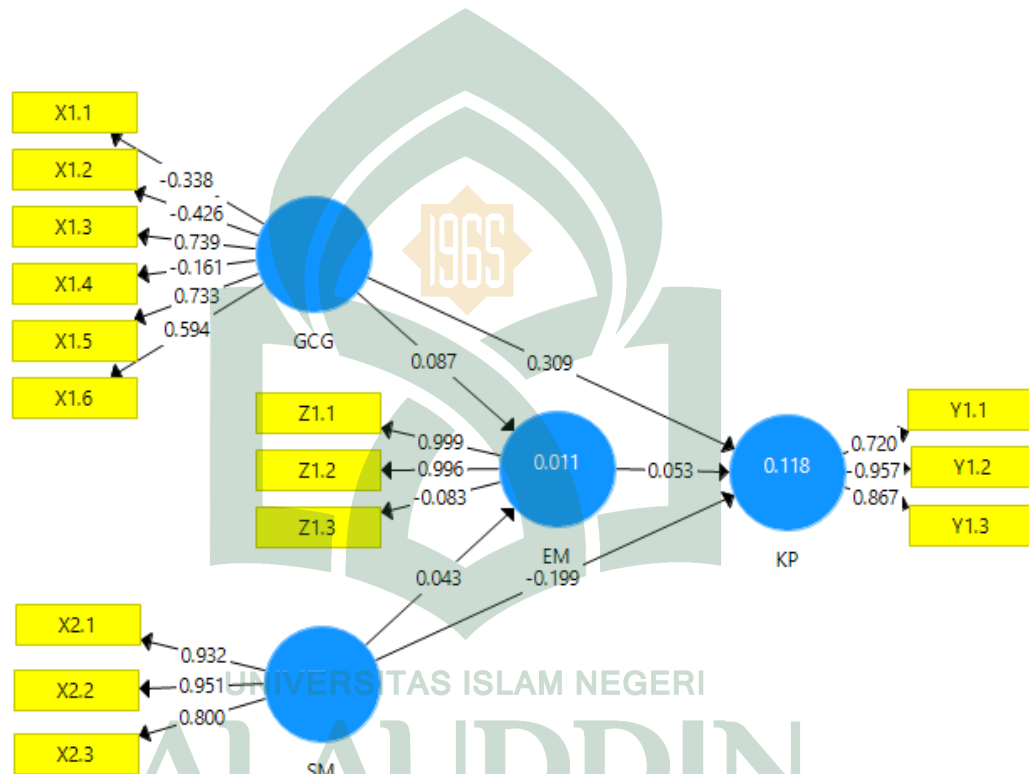 X1.1
X1.2
X1.3
X1.4
X1.5
X1.6
-0.338
-0.426
0.739
-0.161
0.733
0.594
1965
GCG
0.087
0.309
Z1.1
Z1.2
Z1.3
0.999
0.996
-0.083
0.011
EM
0.053
0.118
KP
0.720
0.957
0.867
Y1.1
Y1.2
Y1.3
0.043
-0.199
X2.1
X2.2
X2.3
0.932
0.951
0.800
SM
UNIVERSITAS ISLAM NEGERI
ALAUDDIN